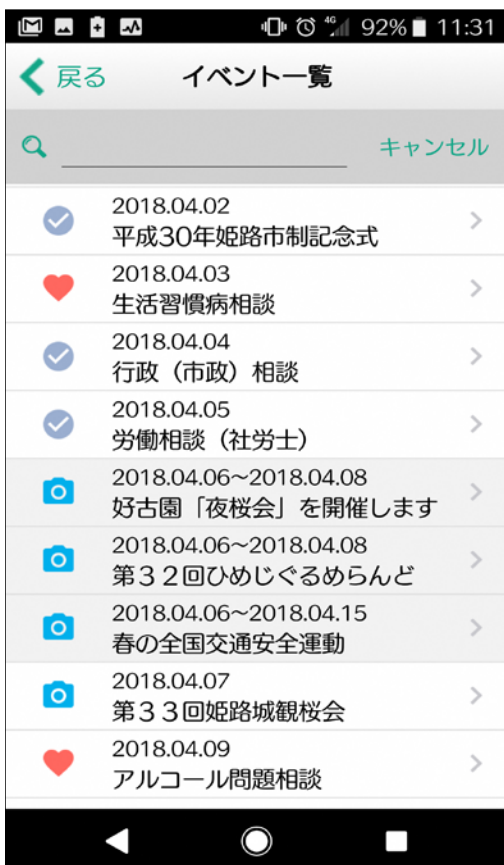 4G 92% 11:31
戻る イベント一覧
キャンセル
2018.04.02
平成30年姫路市制記念式
2018.04.03
生活習慣病相談
2018.04.04
行政（市政）相談
2018.04.05
労働相談（社労士）
2018.04.06~2018.04.08
好古園「夜桜会」を開催します
2018.04.06~2018.04.08
第３２回ひめじぐるめらんど
2018.04.06~2018.04.15
春の全国交通安全運動
2018.04.07
第３３回姫路城観桜会
2018.04.09
アルコール問題相談